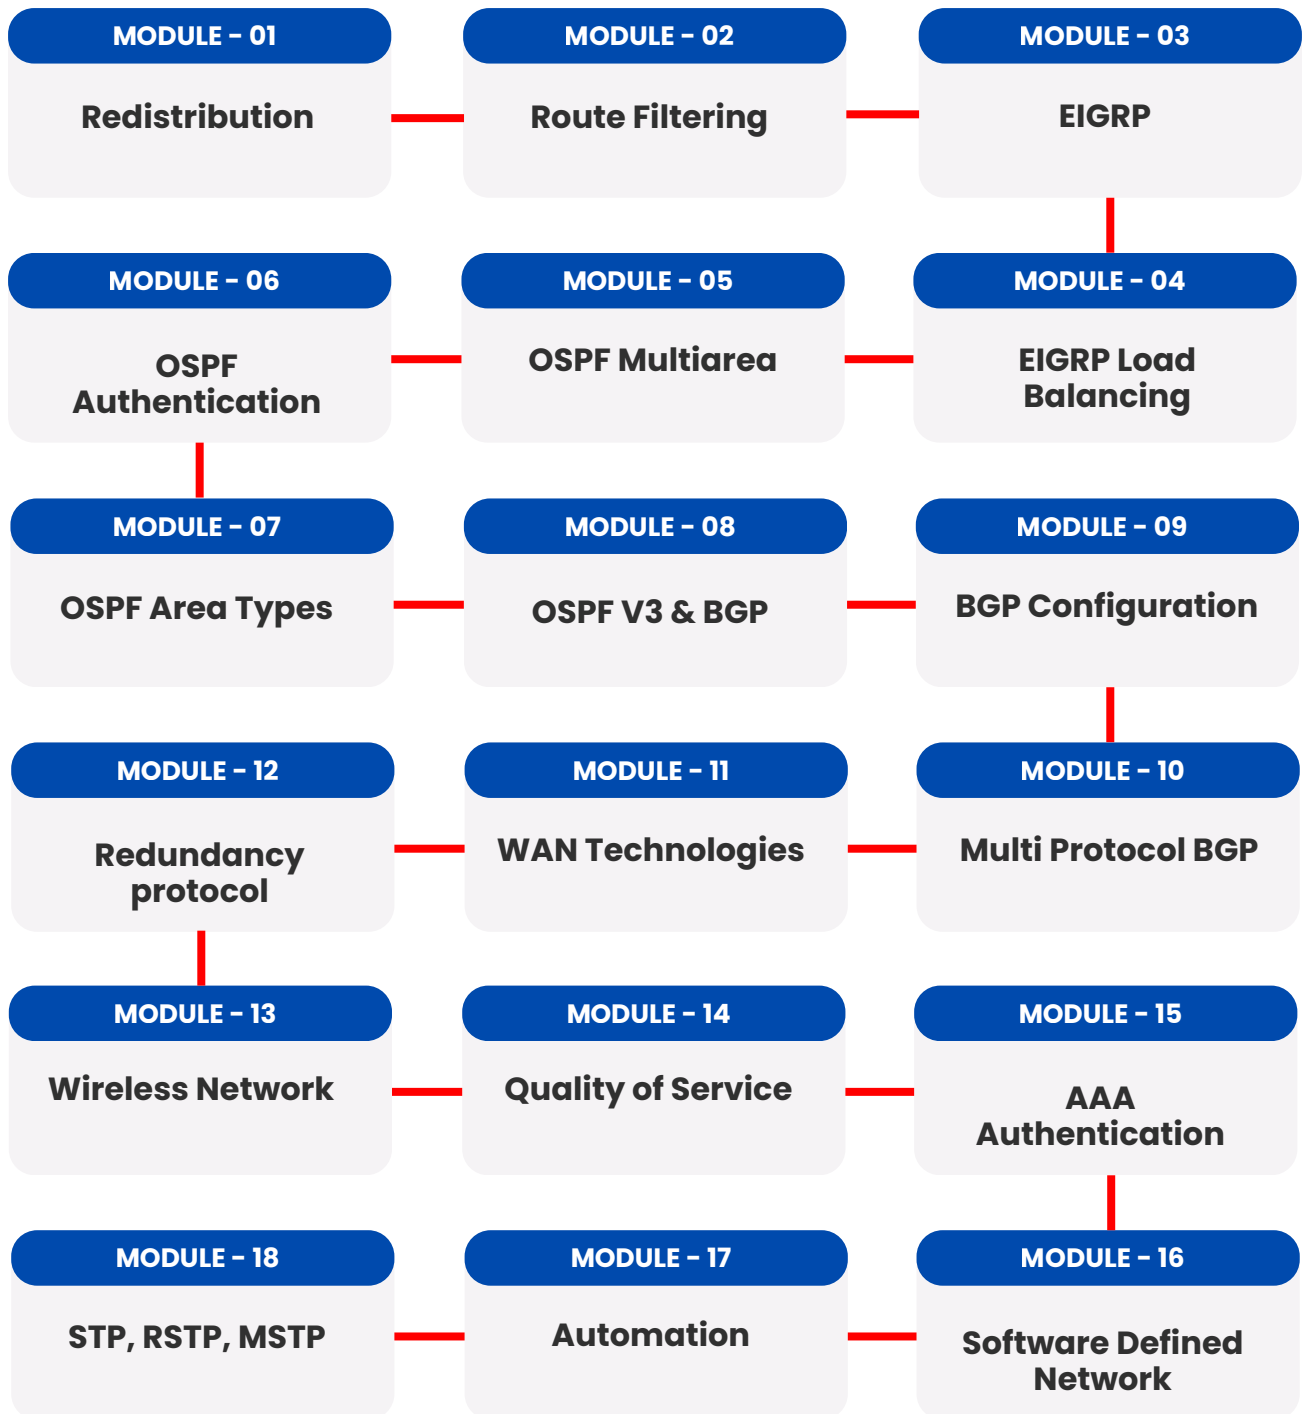 MODULE - 01
Redistribution
MODULE - 02
Route Filtering
MODULE - 03
EIGRP
MODULE - 04
EIGRP Load
Balancing
MODULE - 05
OSPF Multiarea
MODULE - 06
OSPF
Authentication
MODULE - 07
OSPF Area Types
MODULE - 08
OSPF V3 & BGP
MODULE - 09
BGP Configuration
MODULE - 10
Multi Protocol BGP
MODULE - 11
WAN Technologies
MODULE - 12
Redundancy
protocol
MODULE - 13
Wireless Network
MODULE - 14
Quality of Service
MODULE - 15
AAA
Authentication
MODULE - 16
Software Defined
Network
MODULE - 17
Automation
MODULE - 18
STP, RSTP, MSTP